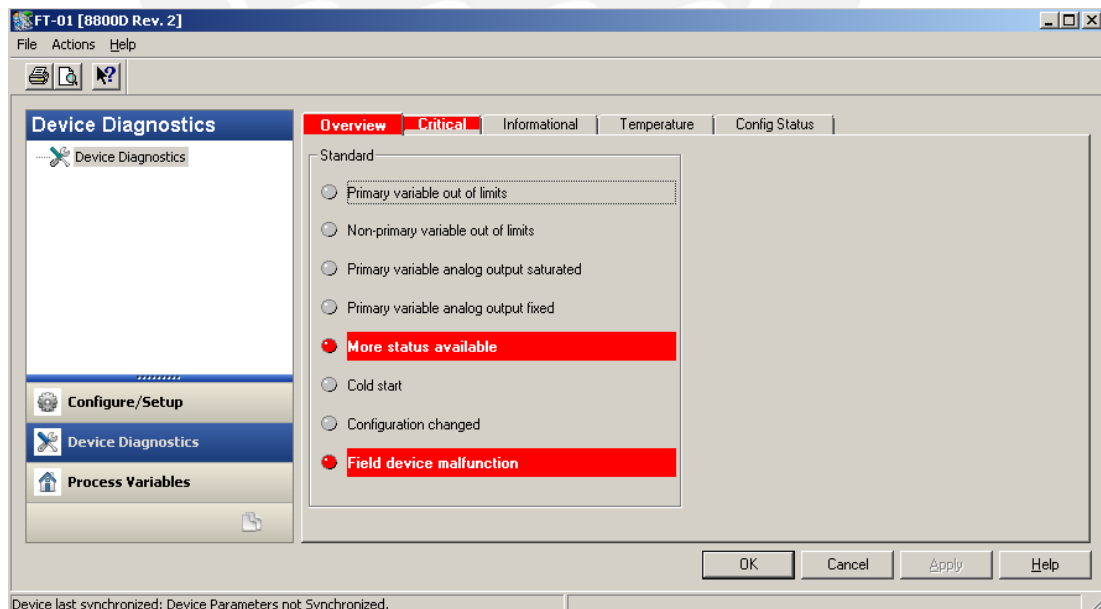 FT-01 [8800D Rev. 2]
File Actions Help
Device Diagnostics
Device Diagnostics
Configure/Setup
Device Diagnostics
Process Variables
Overview Critical Informational Temperature Config Status
Standard
Primary variable out of limits
Non-primary variable out of limits
Primary variable analog output saturated
Primary variable analog output fixed
More status available
Cold start
Configuration changed
Field device malfunction
OK Cancel Apply Help
Device last synchronized: Device Parameters not Synchronized.